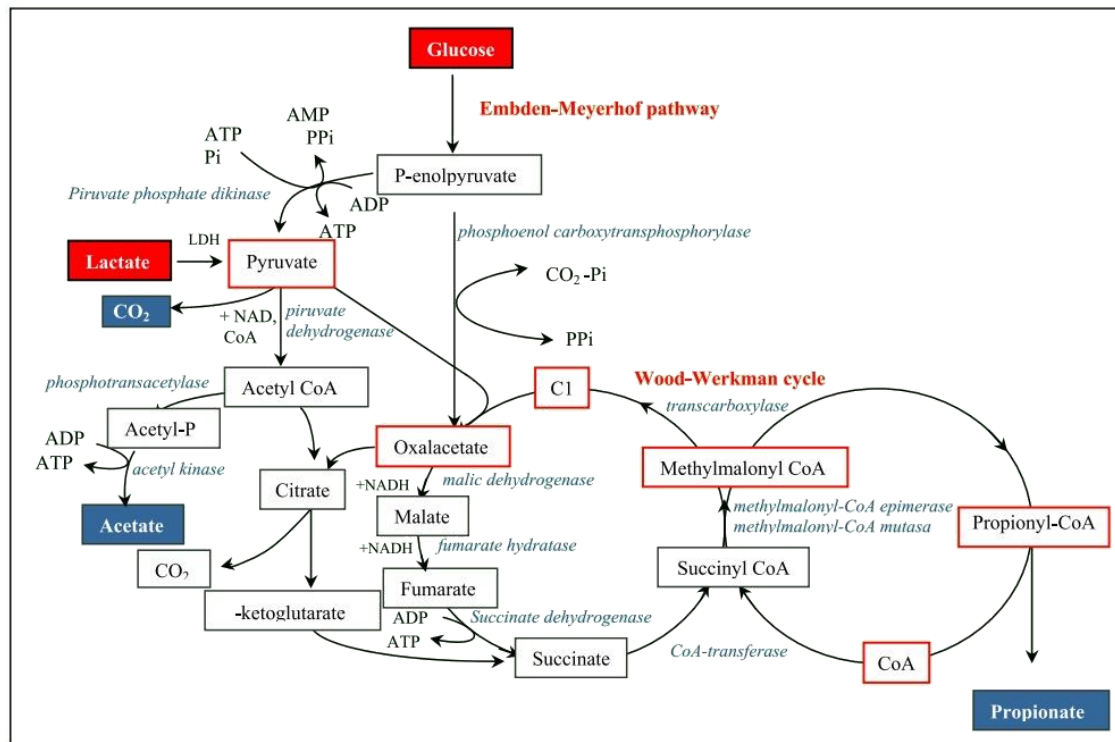 Glucose
Embden-Meyerhof pathway
AMP
PPi
ATP
Pi
P-enolpyruvate
Piruvate phosphate dikinase
ADP
ATP
phosphoenol carboxytransphosphorylase
LDH
Lactate
Pyruvate
CO₂-Pi
CO₂
+ NAD,
CoA
piruvate
dehydrogenase
PPi
phosphotransacetylase
Acetyl CoA
C1
Wood-Werkman cycle
transcarboxylase
Acetyl-P
ADP
ATP
acetyl kinase
Oxalacetate
malic dehydrogenase
Methylmalonyl CoA
Citrate
+NADH
Malate
methylmalonyl-CoA epimerase
methylmalonyl-CoA mutasa
Propionyl-CoA
Acetate
+NADH
fumarate hydratase
CO₂
Fumarate
Succinyl CoA
-ketoglutarate
ADP
ATP
Succinate dehydrogenase
Succinate
CoA-transferase
CoA
Propionate